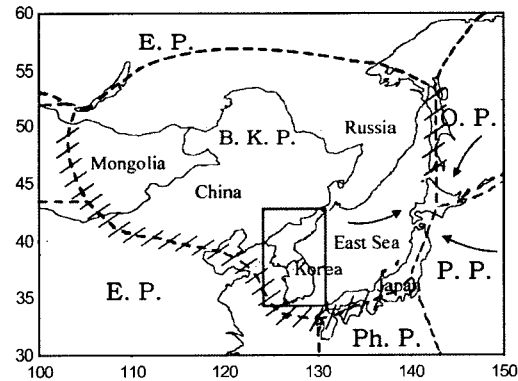 60
E. P.
55
O. P.
50
B. K. P.
Russia
Mongolia
45
China
40
East Sea
Korea
P. P.
35
E. P.
Japan
Ph. P.
30
100
110
120
130
140
150